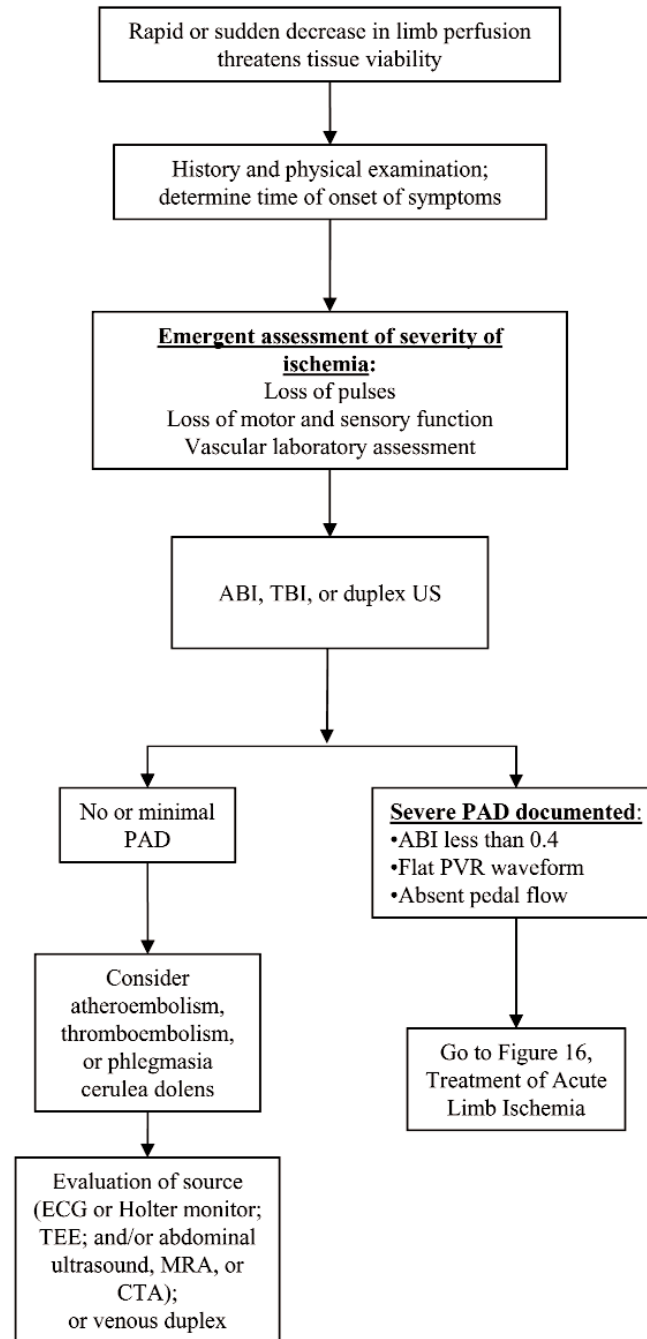 Rapid or sudden decrease in limb perfusion
threatens tissue viability
History and physical examination;
determine time of onset of symptoms
Emergent assessment of severity of
ischemia:
Loss of pulses
Loss of motor and sensory function
Vascular laboratory assessment
ABI, TBI, or duplex US
No or minimal
PAD
Consider
atheroembolism,
thromboembolism,
or phlegmasia
cerulea dolens
Evaluation of source
(ECG or Holter monitor;
TEE; and/or abdominal
ultrasound, MRA, or
CTA);
or venous duplex
Severe PAD documented:
•ABI less than 0.4
•Flat PVR waveform
•Absent pedal flow
Go to Figure 16,
Treatment of Acute
Limb Ischemia